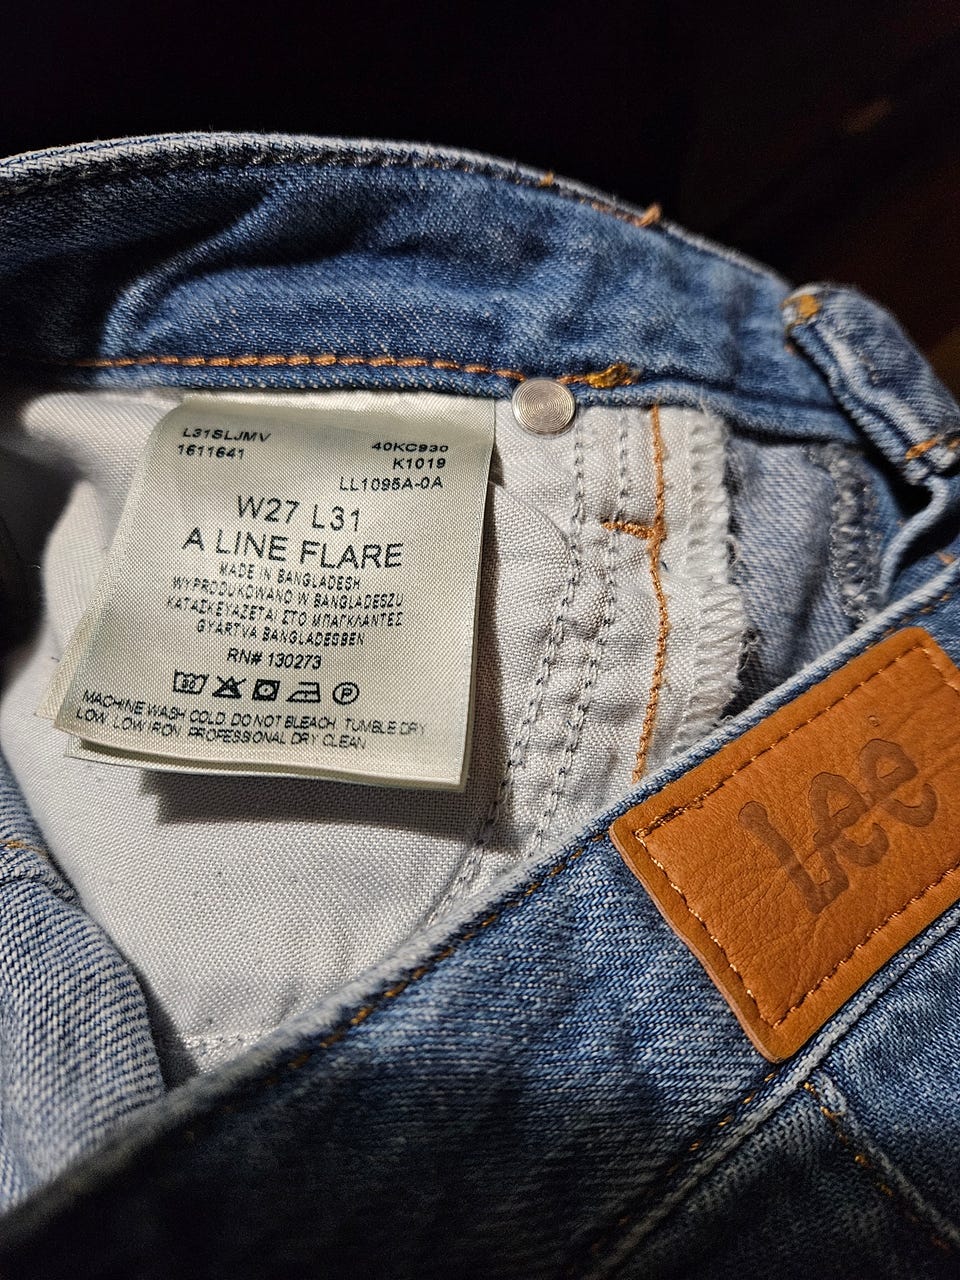 L31SLJMV
1611641
40KC930
K1019
LL1095A-0A
W27 L31
A LINE FLARE
MADE IN BANGLADESH
WYPRODUKOWANO W BANGLADESZU
ΚΑΤΑΣΚΕΥΑΖΕΤΑΙ ΣΤΟ ΜΠΑΓΚΛΑΝΤΕΣ
GYÁRTVA BANGLADESBEN
RN# 130273
30 P
MACHINE WASH COLD. DO NOT BLEACH. TUMBLE DRY
LOW. LOW IRON. PROFESSIONAL DRY CLEAN
Lee